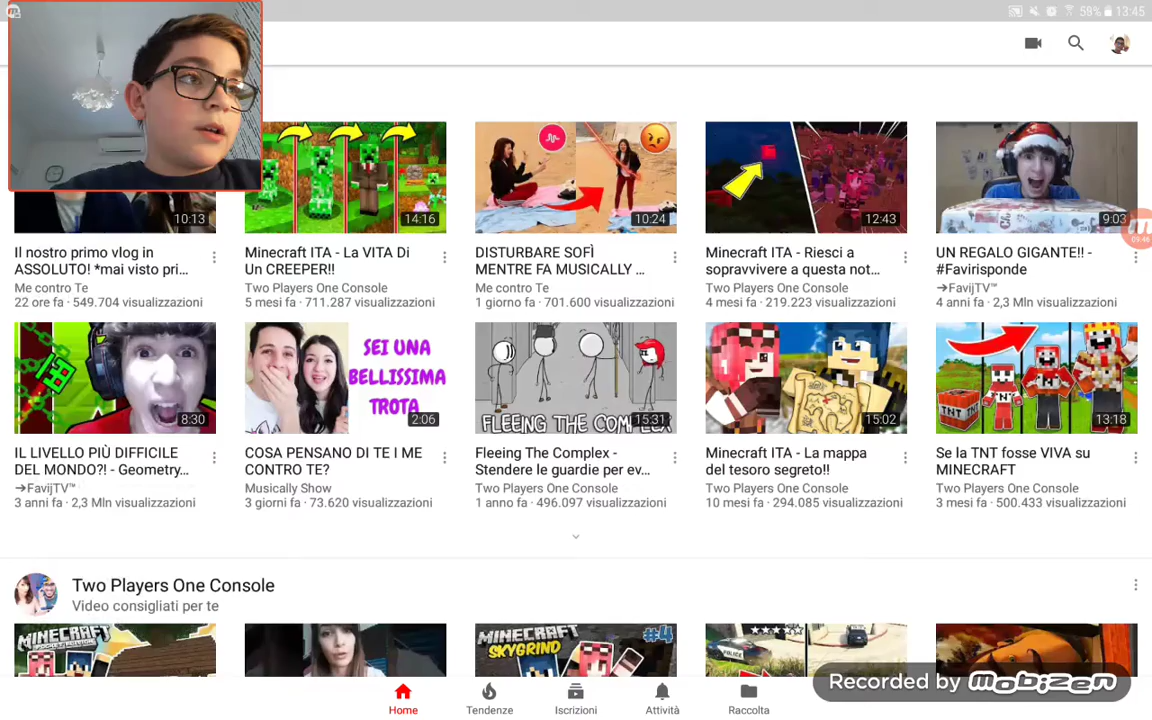 58% 13:45
10:13
14:16
10:24
12:43
9:03
09:46
Il nostro primo vlog in
ASSOLUTO! *mai visto pri...
Me contro Te
22 ore fa · 549.704 visualizzazioni
Minecraft ITA - La VITA Di
Un CREEPER!!
Two Players One Console
5 mesi fa · 711.287 visualizzazioni
DISTURBARE SOFÌ
MENTRE FA MUSICALLY ...
Me contro Te
1 giorno fa · 701.600 visualizzazioni
Minecraft ITA - Riesci a
sopravvivere a questa not...
Two Players One Console
4 mesi fa · 219.223 visualizzazioni
UN REGALO GIGANTE!! -
#Favirisponde
→FavijTV™
4 anni fa · 2,3 Mln visualizzazioni
8:30
SEI UNA
BELLISSIMA
TROTA
2:06
FLEEING THE COMPLEX
15:31
15:02
TNT
13:18
IL LIVELLO PIÙ DIFFICILE
DEL MONDO?! - Geometry...
→FavijTV™
3 anni fa · 2,3 Mln visualizzazioni
COSA PENSANO DI TE I ME
CONTRO TE?
Musically Show
3 giorni fa · 73.620 visualizzazioni
Fleeing The Complex -
Stendere le guardie per ev...
Two Players One Console
1 anno fa · 496.097 visualizzazioni
Minecraft ITA - La mappa
del tesoro segreto!!
Two Players One Console
10 mesi fa · 294.085 visualizzazioni
Se la TNT fosse VIVA su
MINECRAFT
Two Players One Console
3 mesi fa · 500.433 visualizzazioni
Two Players One Console
Video consigliati per te
MINECRAFT
MINECRAFT
SKYGRIND
#4
POLICE
Recorded by mobizen
Home
Tendenze
Iscrizioni
Attività
Raccolta